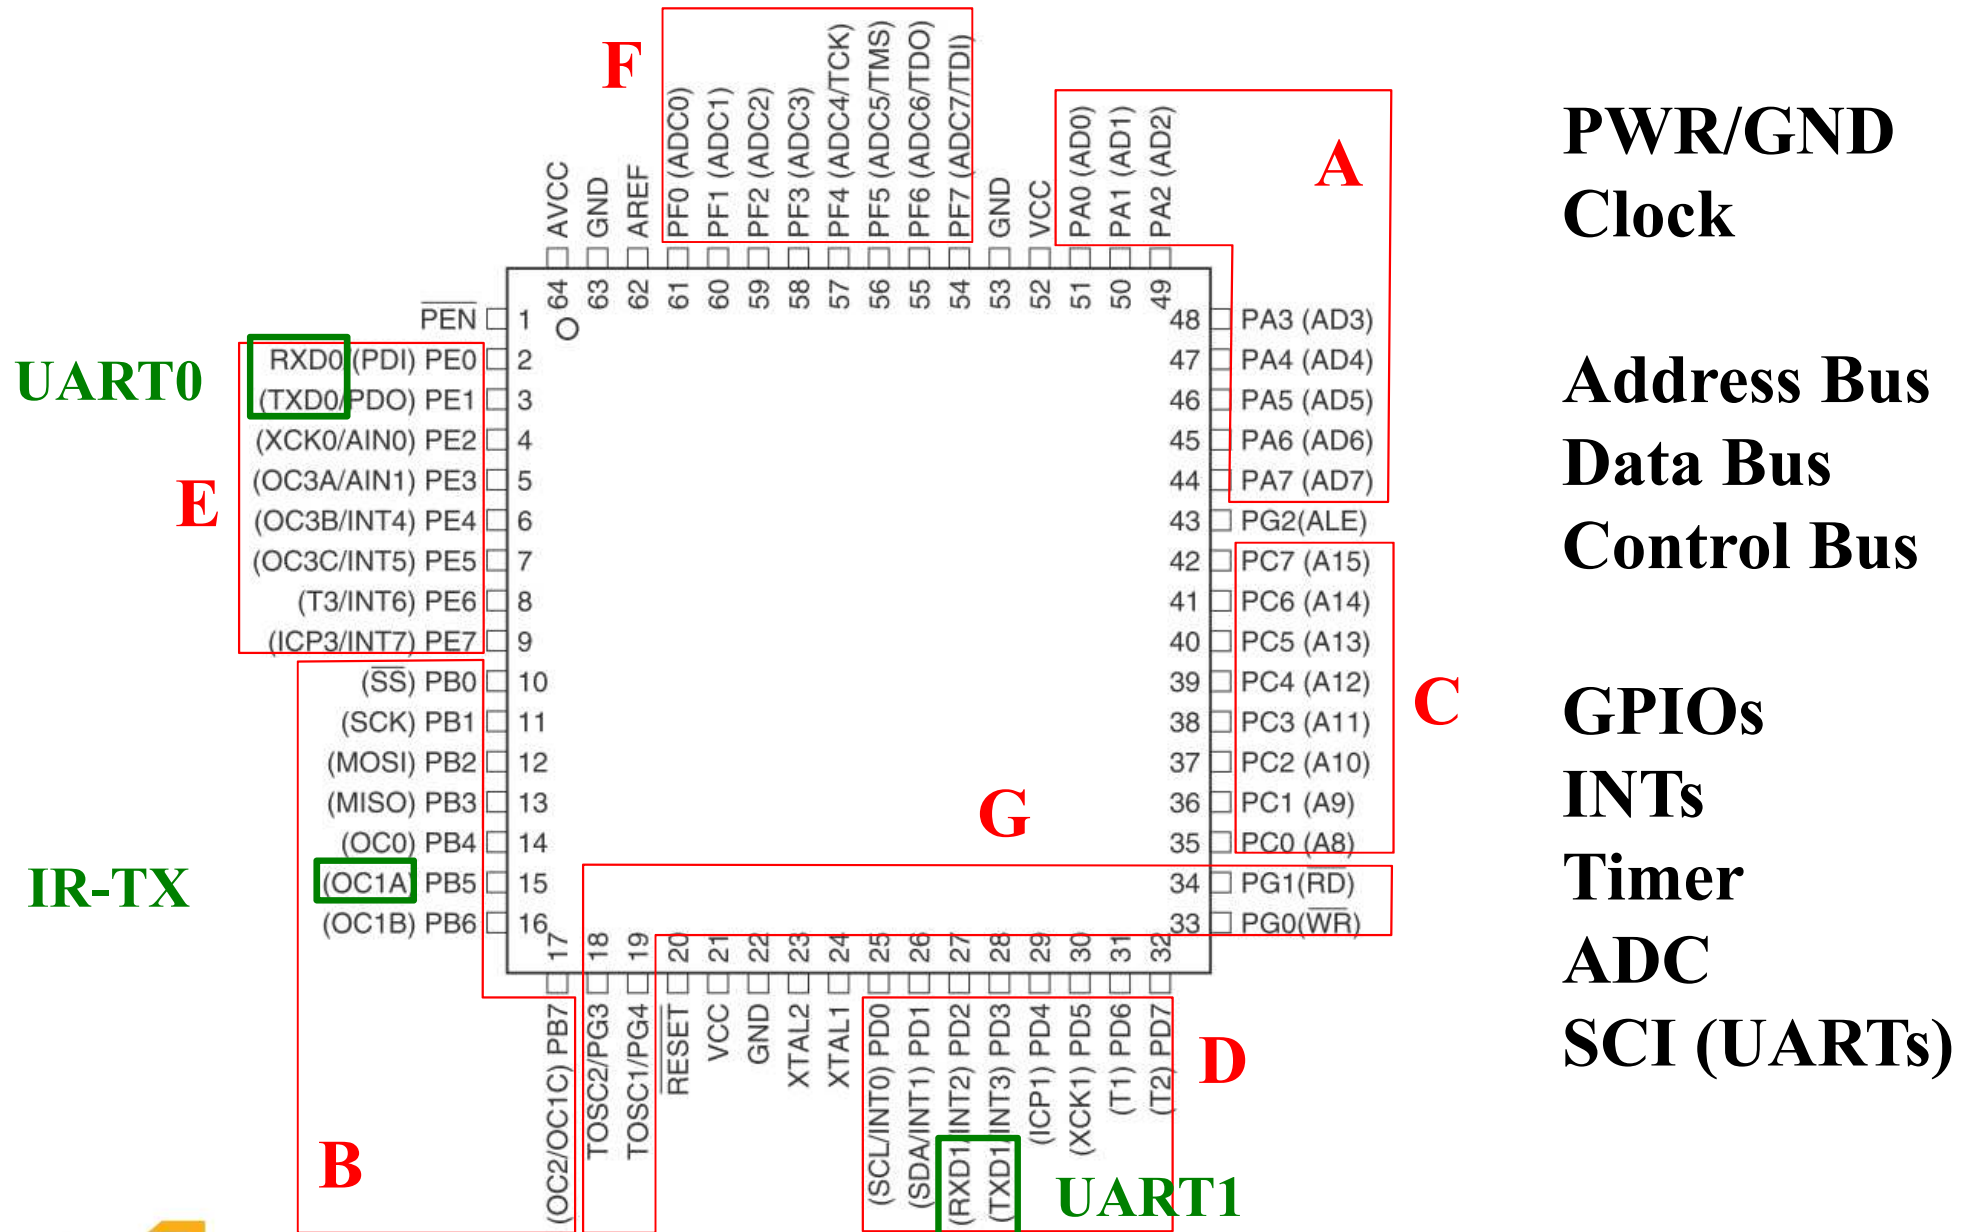 F
PF0 (ADC0)
PF1 (ADC1)
PF2 (ADC2)
PF3 (ADC3)
PF4 (ADC4/TCK)
PF5 (ADC5/TMS)
PF6 (ADC6/TDO)
PF7 (ADC7/TDI)
A
AVCC
GND
AREF
GND
VCC
PA0 (AD0)
PA1 (AD1)
PA2 (AD2)
64
63
62
61
60
59
58
57
56
55
54
53
52
51
50
49
PEN 1
UART0
RXD0 (PDI) PE0 2
(TXD0/PDO) PE1 3
(XCK0/AIN0) PE2 4
(OC3A/AIN1) PE3 5
E
(OC3B/INT4) PE4 6
(OC3C/INT5) PE5 7
(T3/INT6) PE6 8
(ICP3/INT7) PE7 9
(SS) PB0 10
(SCK) PB1 11
(MOSI) PB2 12
(MISO) PB3 13
(OC0) PB4 14
IR-TX
(OC1A) PB5 15
(OC1B) PB6 16
B
48 PA3 (AD3)
47 PA4 (AD4)
46 PA5 (AD5)
45 PA6 (AD6)
44 PA7 (AD7)
43 PG2(ALE)
42 PC7 (A15)
41 PC6 (A14)
40 PC5 (A13)
39 PC4 (A12)
C
38 PC3 (A11)
37 PC2 (A10)
36 PC1 (A9)
35 PC0 (A8)
G
34 PG1(RD)
33 PG0(WR)
17
18
19
20
21
22
23
24
25
26
27
28
29
30
31
32
(OC2/OC1C) PB7
TOSC2/PG3
TOSC1/PG4
RESET
VCC
GND
XTAL2
XTAL1
(SCL/INT0) PD0
(SDA/INT1) PD1
(RXD1/INT2) PD2
(TXD1/INT3) PD3
(ICP1) PD4
(XCK1) PD5
(T1) PD6
(T2) PD7
D
UART1
PWR/GND
Clock
Address Bus
Data Bus
Control Bus
GPIOs
INTs
Timer
ADC
SCI (UARTs)